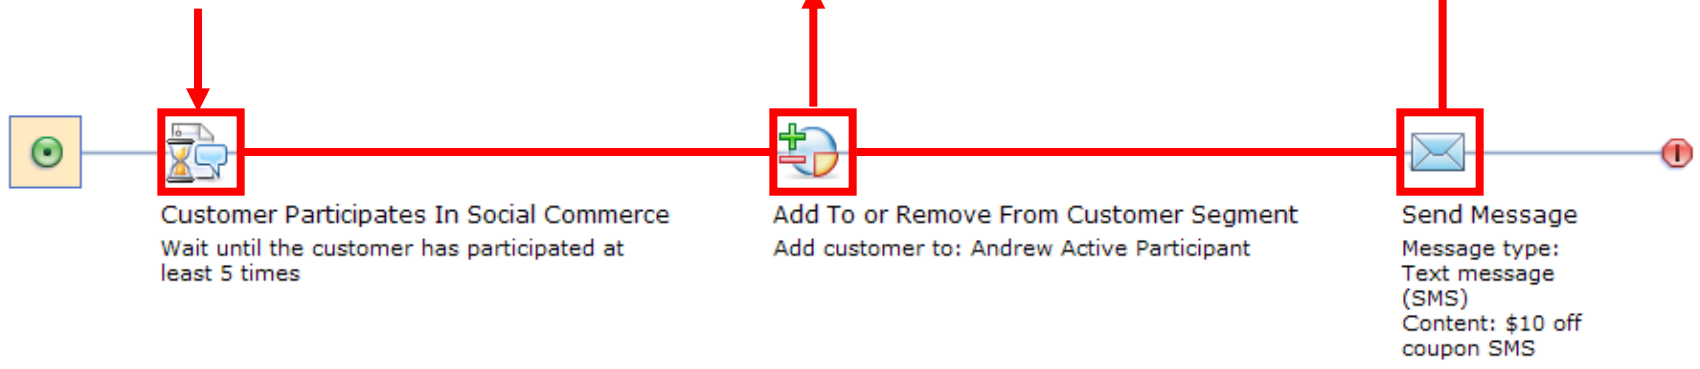 Customer Participates In Social Commerce
Wait until the customer has participated at
least 5 times
Add To or Remove From Customer Segment
Add customer to: Andrew Active Participant
Send Message
Message type:
Text message
(SMS)
Content: $10 off
coupon SMS